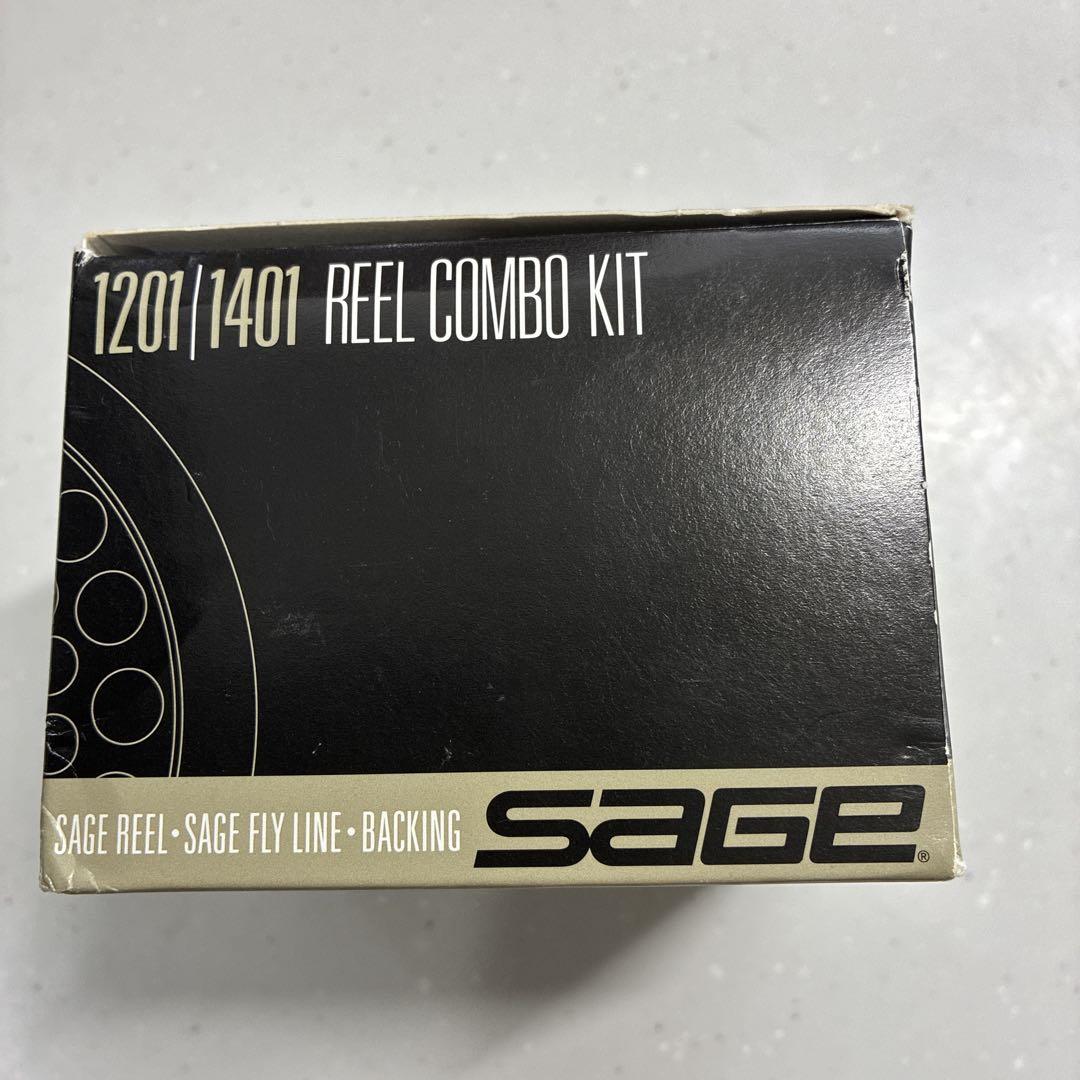 1201/1401 REEL COMBO KIT
SAGE REEL•SAGE FLY LINE•BACKING
SAGE®